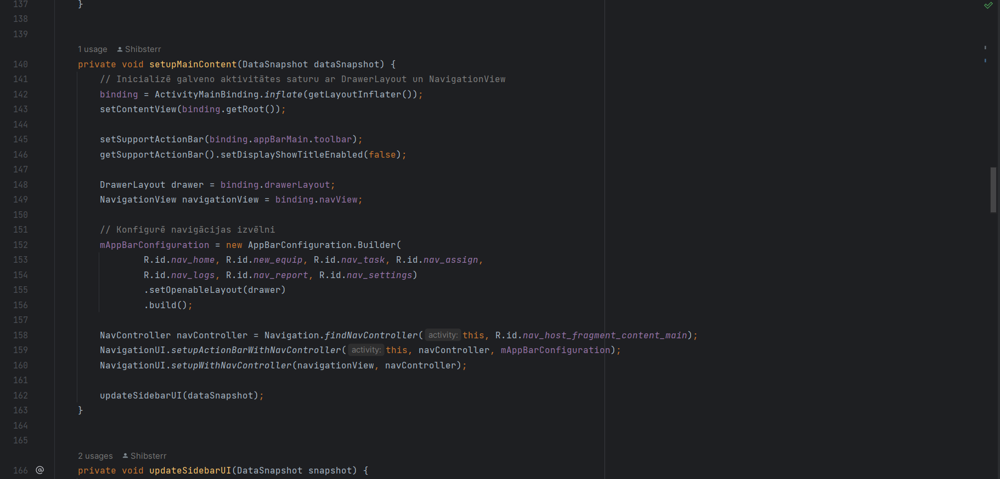 137 }
138
139
1 usage Shibsterr
140 private void setupMainContent(DataSnapshot dataSnapshot) {
141 // Inicializē galveno aktivitātes saturu ar DrawerLayout un NavigationView
142 binding = ActivityMainBinding.inflate(getLayoutInflater());
143 setContentView(binding.getRoot());
144
145 setSupportActionBar(binding.appBarMain.toolbar);
146 getSupportActionBar().setDisplayShowTitleEnabled(false);
147
148 DrawerLayout drawer = binding.drawerLayout;
149 NavigationView navigationView = binding.navView;
150
151 // Konfigurē navigācijas izvēlni
152 mAppBarConfiguration = new AppBarConfiguration.Builder(
153 R.id.nav_home, R.id.new_equip, R.id.nav_task, R.id.nav_assign,
154 R.id.nav_logs, R.id.nav_report, R.id.nav_settings)
155 .setOpenableLayout(drawer)
156 .build();
157
158 NavController navController = Navigation.findNavController( activity: this, R.id.nav_host_fragment_content_main);
159 NavigationUI.setupActionBarWithNavController( activity: this, navController, mAppBarConfiguration);
160 NavigationUI.setupWithNavController(navigationView, navController);
161
162 updateSidebarUI(dataSnapshot);
163 }
164
165
2 usages Shibsterr
166 @ private void updateSidebarUI(DataSnapshot snapshot) {